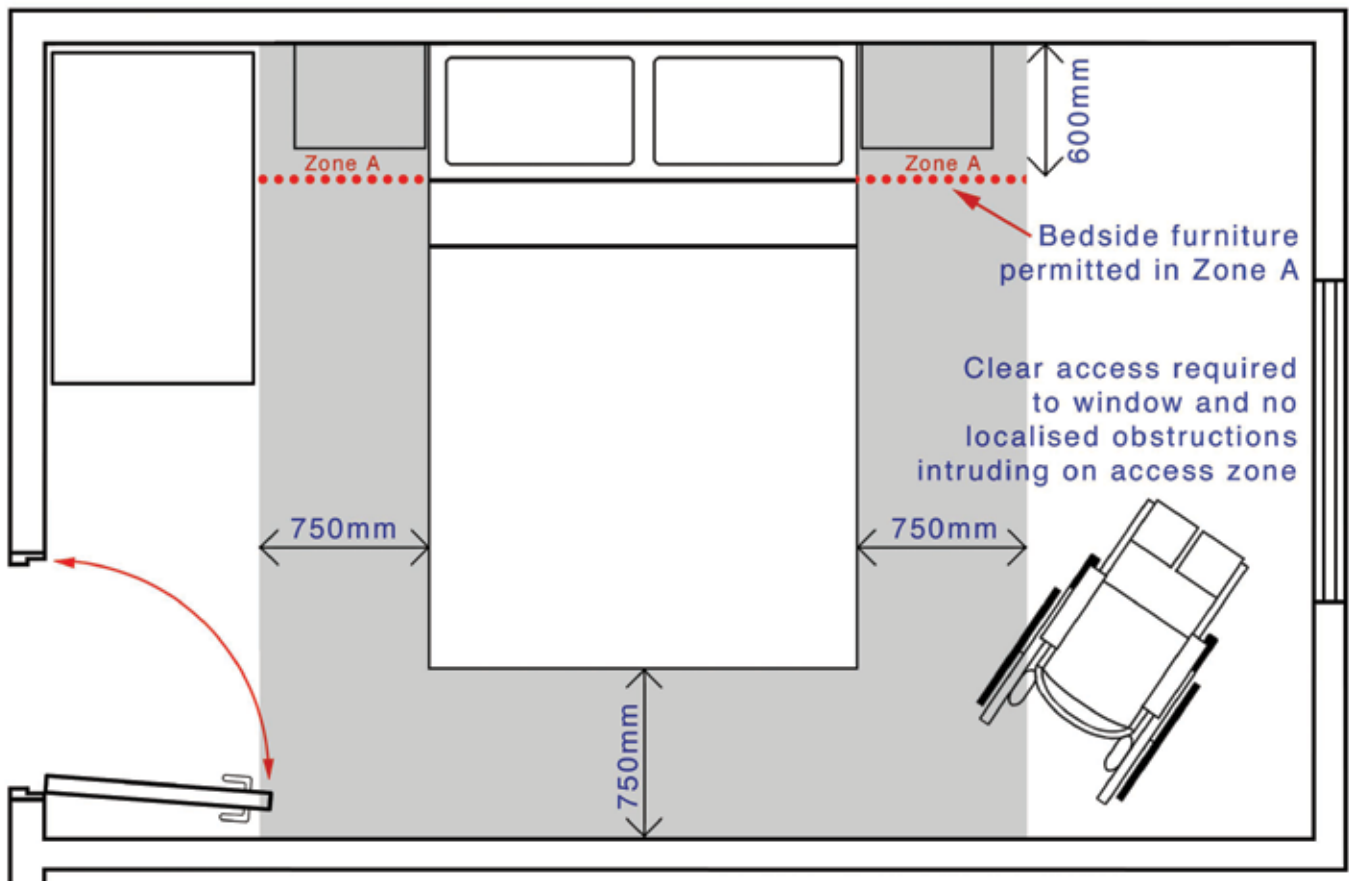 600mm
Zone A
Zone A
Bedside furniture
permitted in Zone A
Clear access required
to window and no
localised obstructions
intruding on access zone
750mm
750mm
750mm